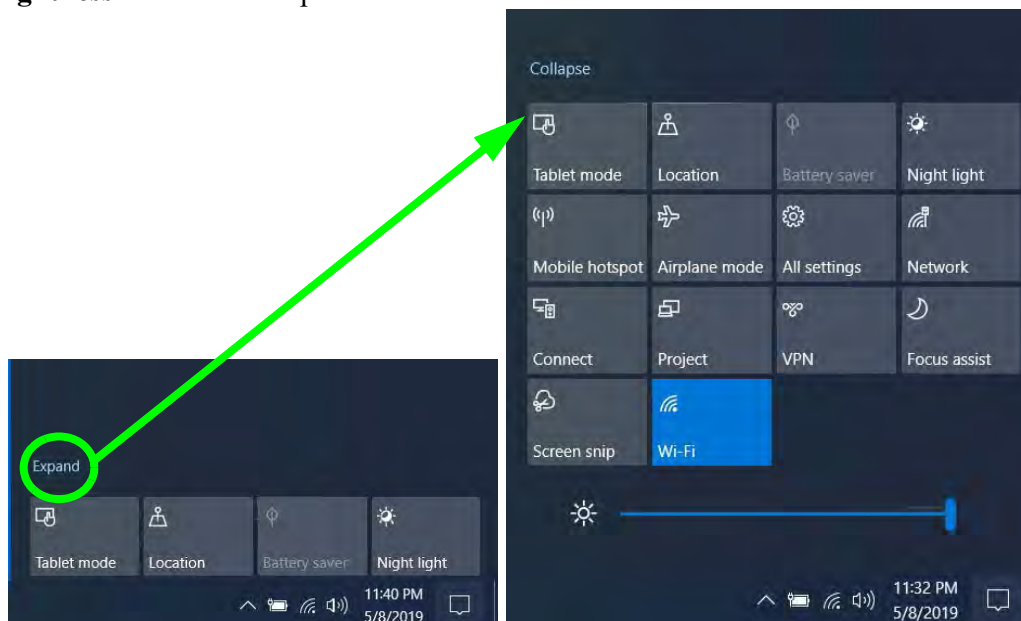 Collapse
Tablet mode Location Battery saver Night light
Mobile hotspot Airplane mode All settings Network
Connect Project VPN Focus assist
Screen snip Wi-Fi
11:32 PM
5/8/2019
Expand
Tablet mode Location Battery saver Night light
11:40 PM
5/8/2019